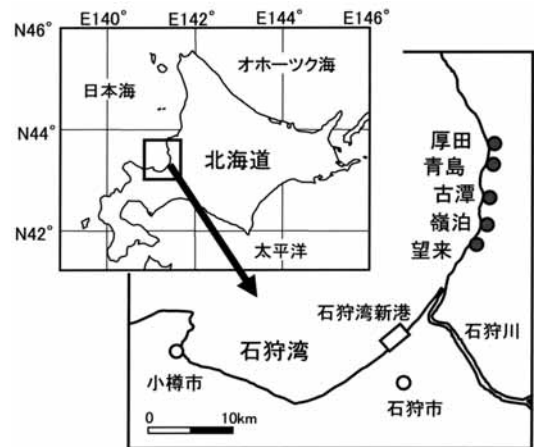 E140° E142° E144° E146°
N46°
オホーツク海
日本海
N44°
北海道
N42°
太平洋
厚田
青島
古潭
嶺泊
望来
石狩湾新港
石狩湾
石狩川
小樽市
石狩市
0 10km